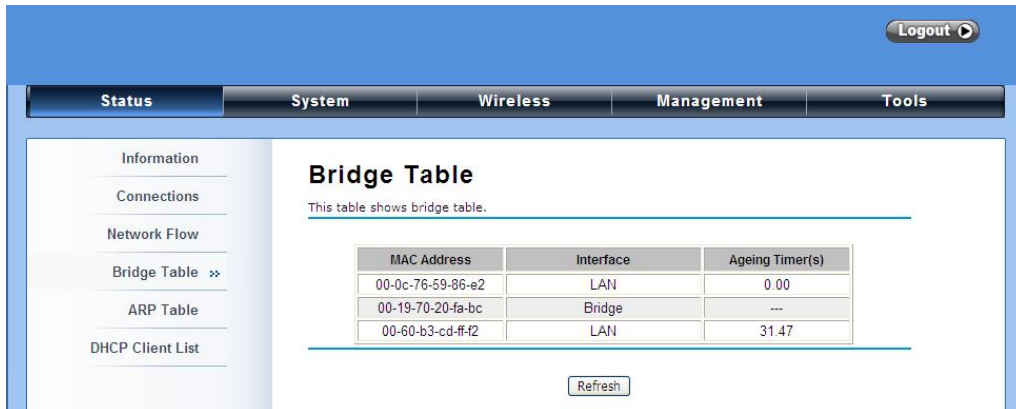 Logout
Status System Wireless Management Tools
Information
Connections
Network Flow
Bridge Table »
ARP Table
DHCP Client List
Bridge Table
This table shows bridge table.
MAC Address Interface Ageing Timer(s)
00-0c-76-59-86-e2 LAN 0.00
00-19-70-20-fa-bc Bridge ---
00-60-b3-cd-ff-f2 LAN 31.47
Refresh